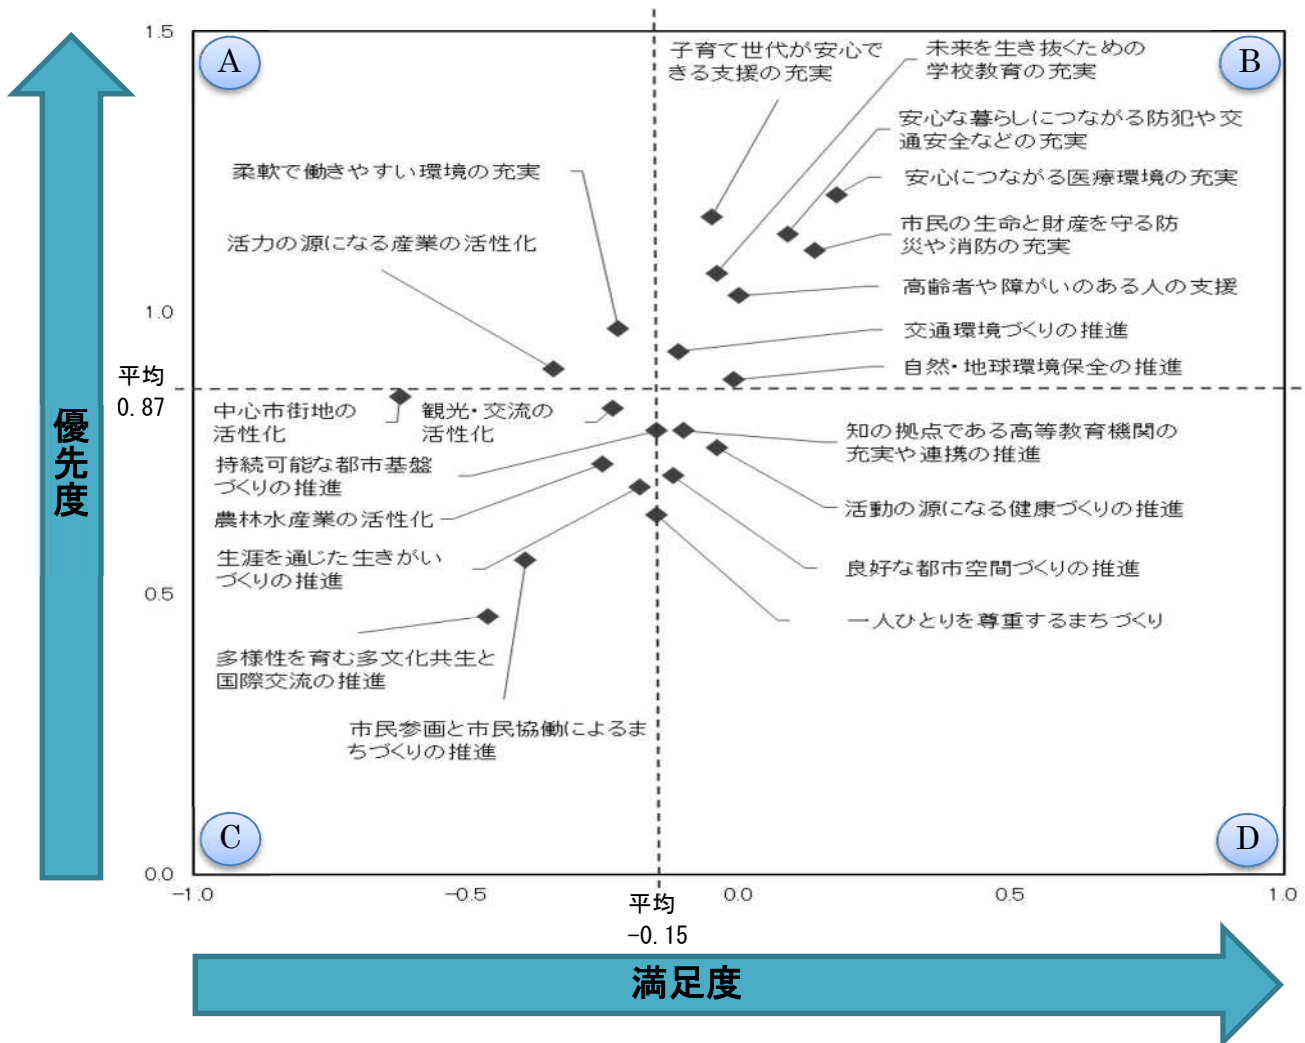 1.5
A
B
子育て世代が安心で
きる支援の充実
未来を生き抜くための
学校教育の充実
安心な暮らしにつながる防犯や交
通安全などの充実
柔軟で働きやすい環境の充実
安心につながる医療環境の充実
活力の源になる産業の活性化
市民の生命と財産を守る防
災や消防の充実
高齢者や障がいのある人の支援
1.0
交通環境づくりの推進
自然・地球環境保全の推進
平均
0.87
優先度
中心市街地の
活性化
観光・交流の
活性化
知の拠点である高等教育機関の
充実や連携の推進
持続可能な都市基盤
づくりの推進
農林水産業の活性化
活動の源になる健康づくりの推進
生涯を通じた生きがい
づくりの推進
良好な都市空間づくりの推進
0.5
一人ひとりを尊重するまちづくり
多様性を育む多文化共生と
国際交流の推進
市民参画と市民協働によるま
ちづくりの推進
C
D
0.0
-1.0
-0.5
平均
-0.15
0.0
0.5
1.0
満足度